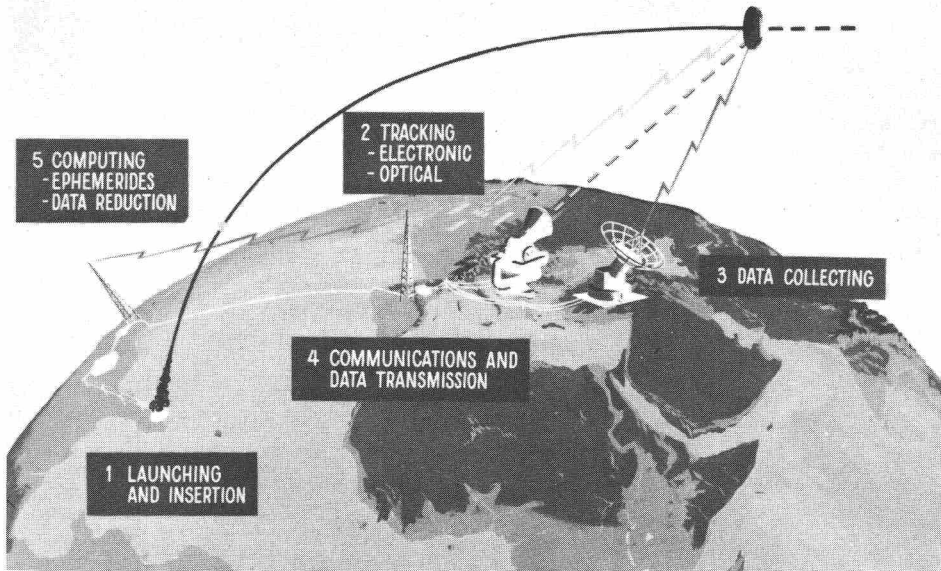 5 COMPUTING
- EPHEMERIDES
- DATA REDUCTION
2 TRACKING
- ELECTRONIC
- OPTICAL
3 DATA COLLECTING
4 COMMUNICATIONS AND
DATA TRANSMISSION
1 LAUNCHING
AND INSERTION